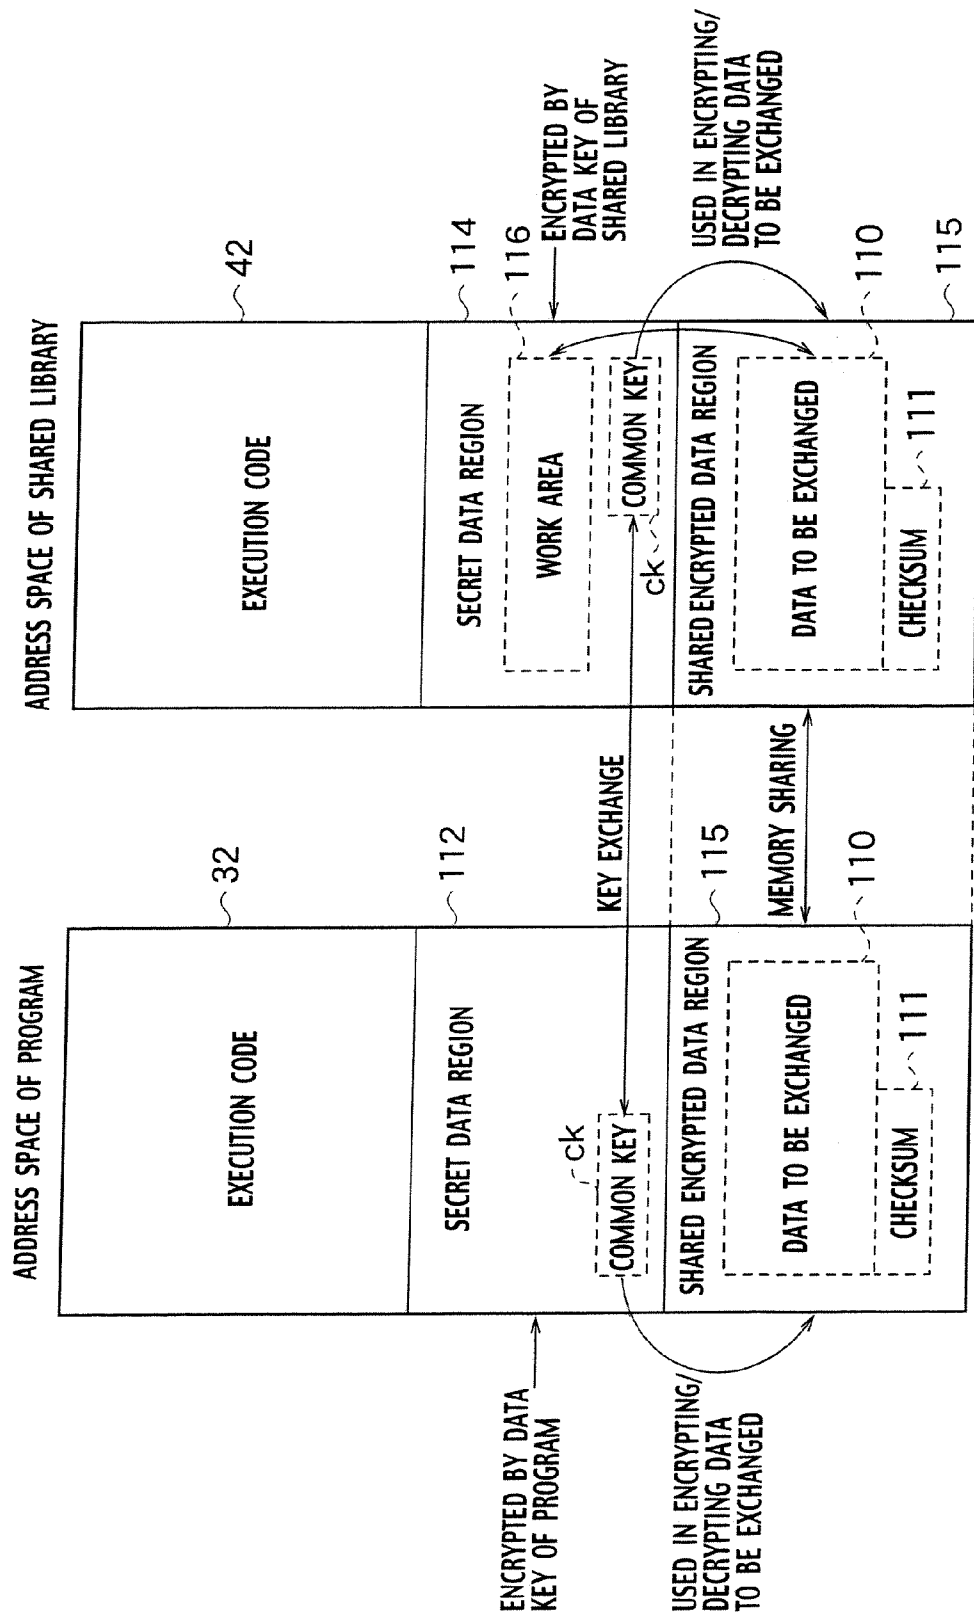 ADDRESS SPACE OF PROGRAM
32
EXECUTION CODE
112
SECRET DATA REGION
ENCRYPTED BY DATA
KEY OF PROGRAM
ck
COMMON KEY
USED IN ENCRYPTING/
DECRYPTING DATA
TO BE EXCHANGED
115
SHARED ENCRYPTED DATA REGION
110
DATA TO BE EXCHANGED
111
CHECKSUM
KEY EXCHANGE
MEMORY SHARING
ADDRESS SPACE OF SHARED LIBRARY
42
EXECUTION CODE
114
SECRET DATA REGION
116
WORK AREA
ENCRYPTED BY
DATA KEY OF
SHARED LIBRARY
COMMON KEY
ck
USED IN ENCRYPTING/
DECRYPTING DATA
TO BE EXCHANGED
SHARED ENCRYPTED DATA REGION
110
DATA TO BE EXCHANGED
111
CHECKSUM
115